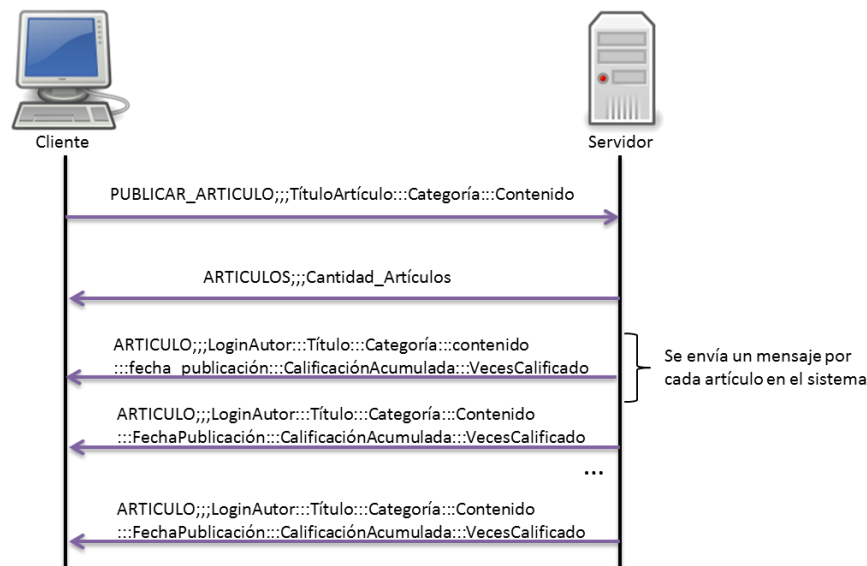 Cliente
Servidor
PUBLICAR_ARTICULO;;;TítuloArtículo:::Categoría:::Contenido
ARTICULOS;;;Cantidad_Artículos
ARTICULO;;;LoginAutor:::Título:::Categoría:::contenido
:::fecha_publicación:::CalificaciónAcumulada:::VecesCalificado
Se envía un mensaje por
cada artículo en el sistema
ARTICULO;;;LoginAutor:::Título:::Categoría:::Contenido
:::FechaPublicación:::CalificaciónAcumulada:::VecesCalificado
...
ARTICULO;;;LoginAutor:::Título:::Categoría:::Contenido
:::FechaPublicación:::CalificaciónAcumulada:::VecesCalificado